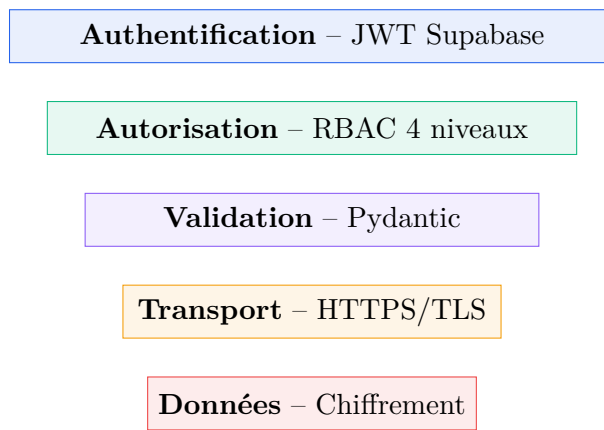 Authentification – JWT Supabase
Autorisation – RBAC 4 niveaux
Validation – Pydantic
Transport – HTTPS/TLS
Données – Chiffrement